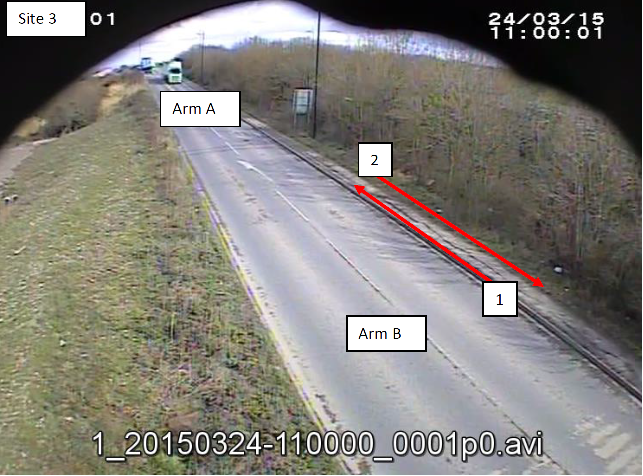 Site 3 01
24/03/15
11:00:01
Arm A
2
1
Arm B
1_20150324-110000_0001p0.avi